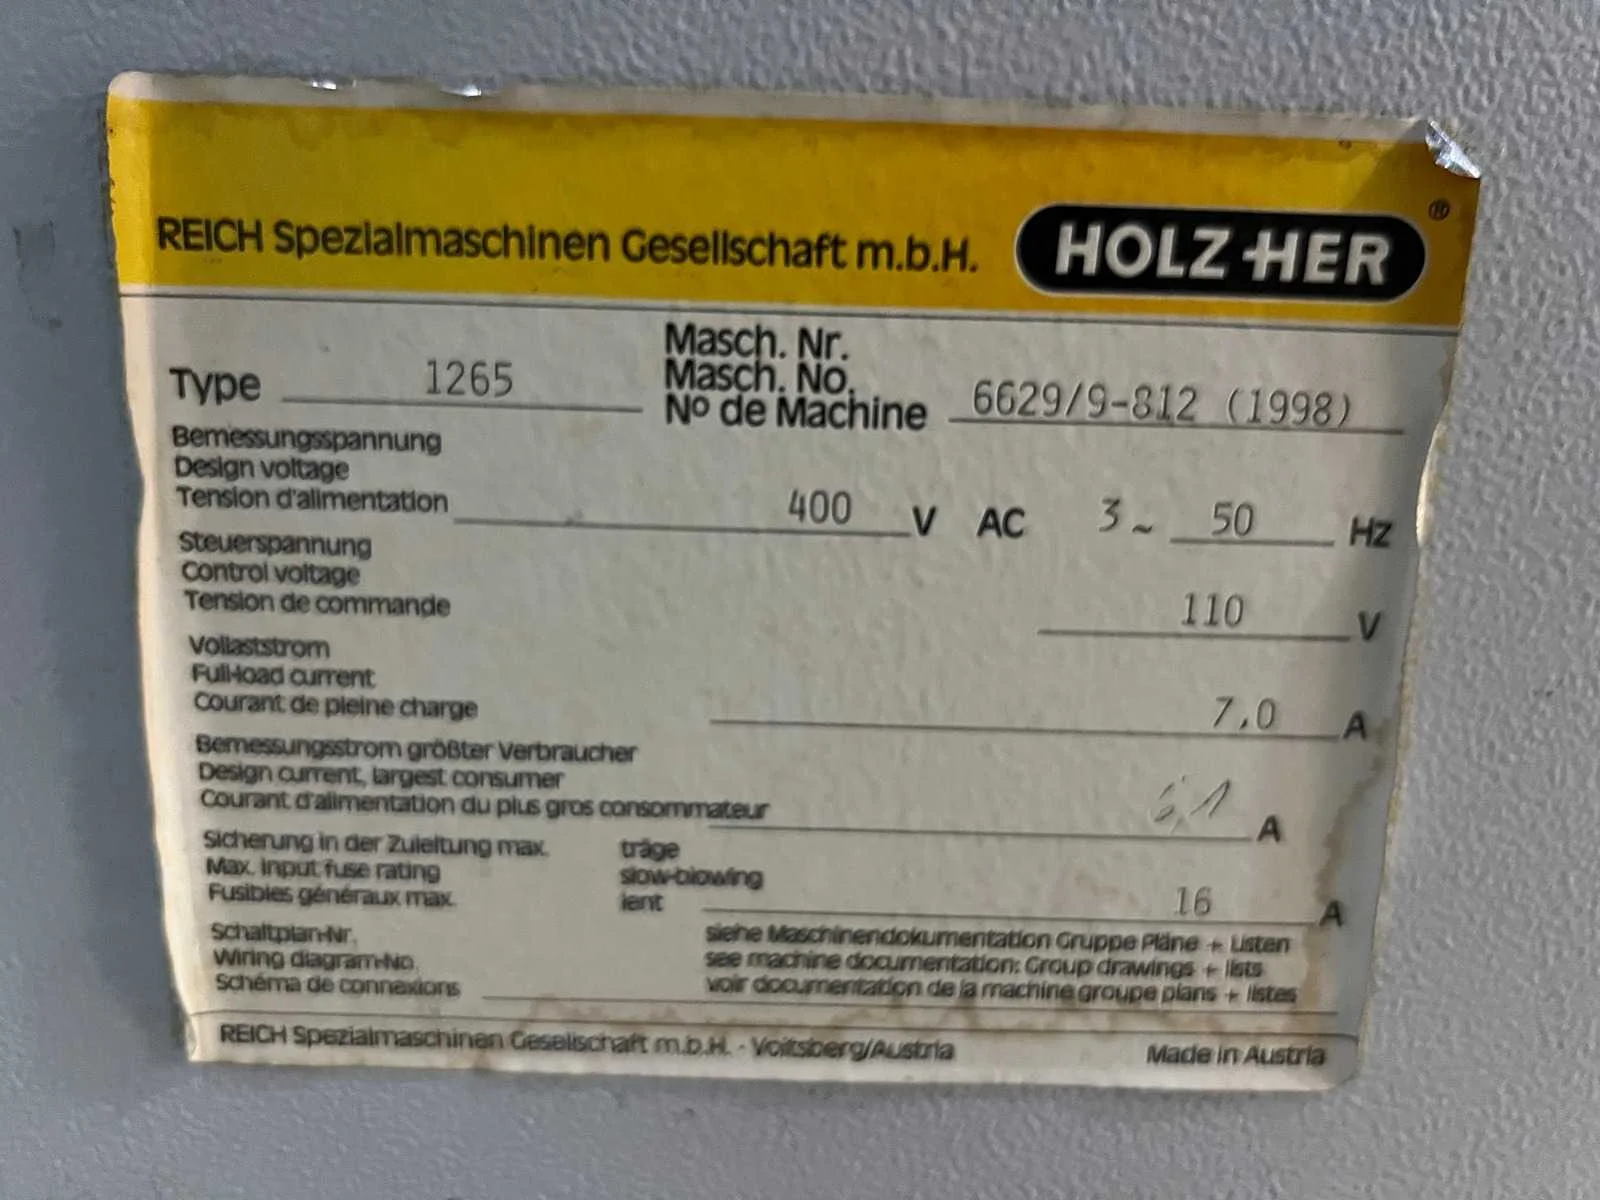 REICH Spezialmaschinen Gesellschaft m.b.H. HOLZ-HER ®
Masch. Nr.
Masch. No.
Type 1265 Nº de Machine 6629/9-812 (1998)
Bemessungsspannung
Design voltage
Tension d'alimentation 400 V AC 3~ 50 Hz
Steuerspannung
Control voltage
Tension de commande 110 V
Vollaststrom
Full-load current
Courant de pleine charge 7,0 A
Bemessungsstrom größter Verbraucher
Design current, largest consumer
Courant d'alimentation du plus gros consommateur A
Sicherung in der Zuleitung max. träge
Max. input fuse rating slow-blowing
Fusibles généraux max. lent 16 A
Schaltplan-Nr. siehe Maschinendokumentation Gruppe Pläne + Listen
Wiring diagram-No. see machine documentation: Group drawings + lists
Schéma de connexions voir documentation de la machine groupe plans + listes
REICH Spezialmaschinen Gesellschaft m.b.H. - Voitsberg/Austria Made in Austria